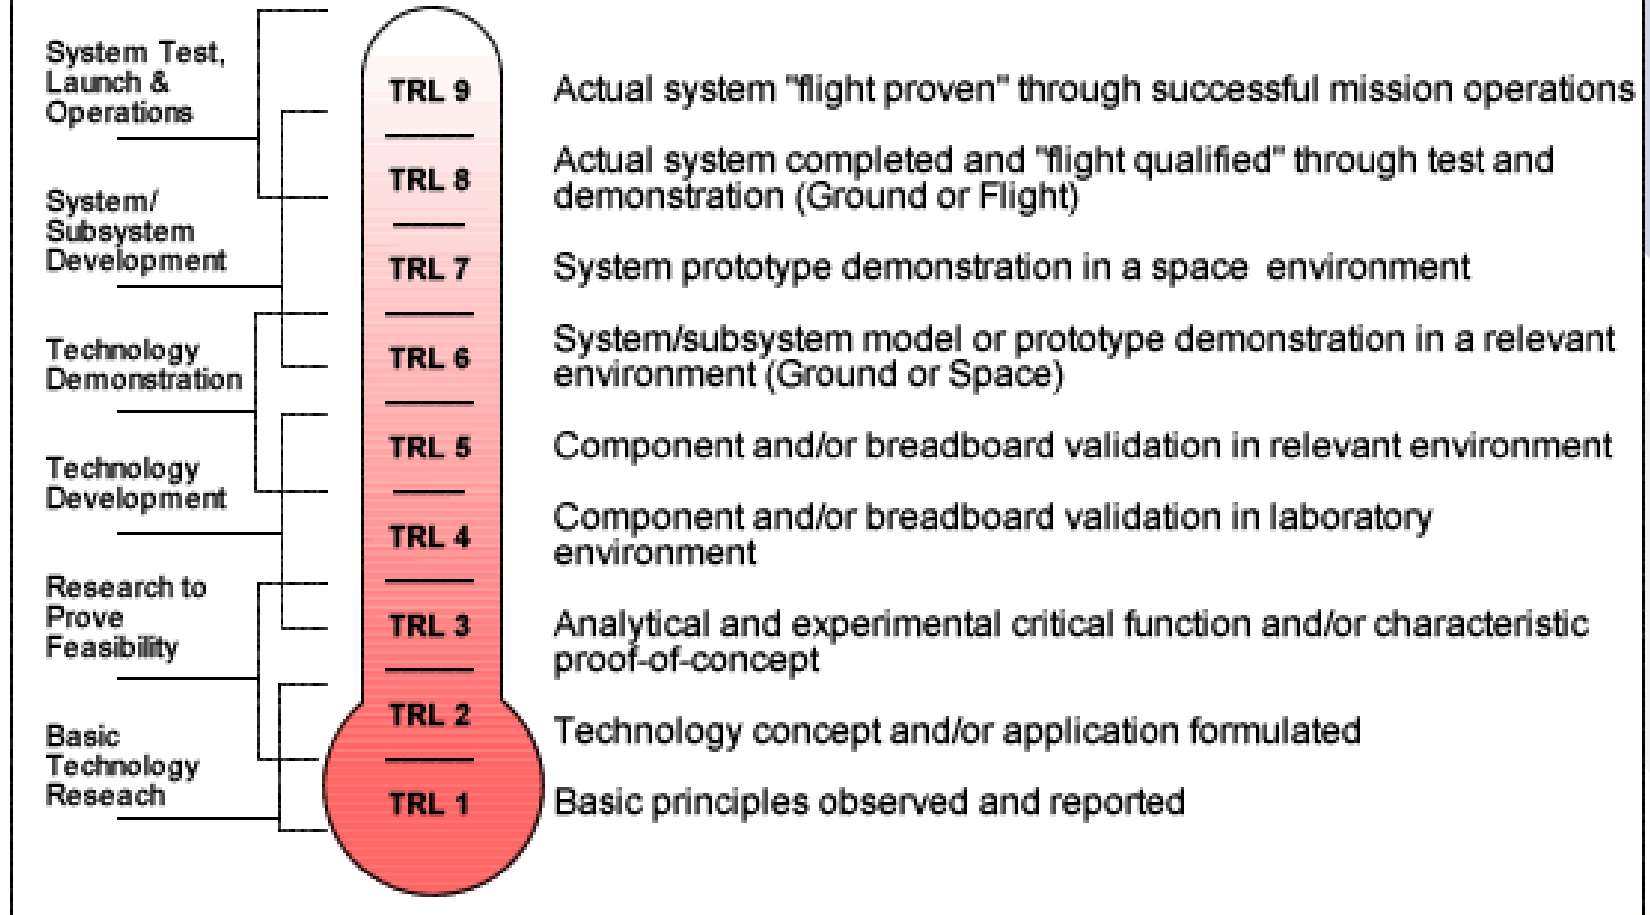 System Test,
Launch &
Operations
System/
Subsystem
Development
Technology
Demonstration
Technology
Development
Research to
Prove
Feasibility
Basic
Technology
Reseach
TRL 9
Actual system "flight proven" through successful mission operations
TRL 8
Actual system completed and "flight qualified" through test and
demonstration (Ground or Flight)
TRL 7
System prototype demonstration in a space environment
TRL 6
System/subsystem model or prototype demonstration in a relevant
environment (Ground or Space)
TRL 5
Component and/or breadboard validation in relevant environment
TRL 4
Component and/or breadboard validation in laboratory
environment
TRL 3
Analytical and experimental critical function and/or characteristic
proof-of-concept
TRL 2
Technology concept and/or application formulated
TRL 1
Basic principles observed and reported